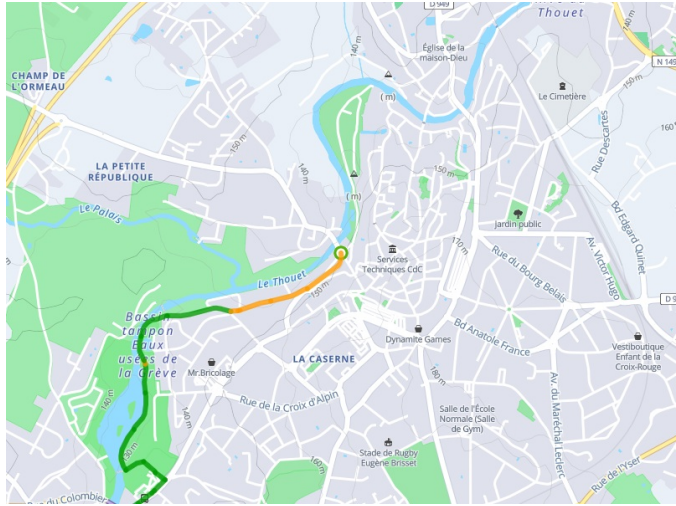 D 949
Thouet
Église de la
maison-Dieu
N 149
140 m
140 m
CHAMP DE
L'ORMEAU
( m)
Le Cimetière
150 m
Rue Descartes
160
150 m
150 m
LA PETITE
RÉPUBLIQUE
( m)
Bd Edgard Quinet
Le Palais
Jardin public
170 m
Services
Techniques CdC
Rue du Bourg Belais
Av. Victor Hugo
Le Thouet
150 m
D 9
Bassin
tampon
Eaux
usées de
la Crève
Dynamite Games
Bd Anatole France
Vestiboutique
Enfant de la
Croix-Rouge
LA CASERNE
Mr.Bricolage
180 m
140 m
140 m
Rue de la Croix d'Alpin
Salle de l'École
Normale (Salle
de Gym)
Av. du Maréchal Leclerc
130 m
Stade de Rugby
Eugène Brisset
160 m
Rue de l'Yser
Rue du Colombier